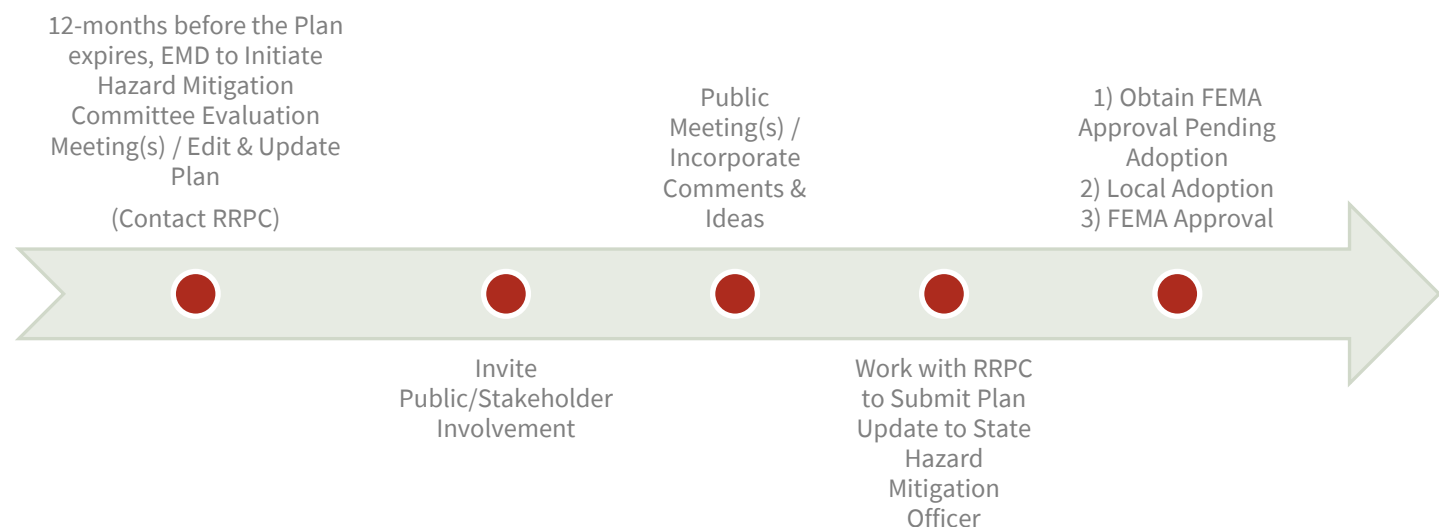 12-months before the Plan
expires, EMD to Initiate
Hazard Mitigation
Committee Evaluation
Meeting(s) / Edit & Update
Plan
(Contact RRPC)
Invite
Public/Stakeholder
Involvement
Public
Meeting(s) /
Incorporate
Comments &
Ideas
Work with RRPC
to Submit Plan
Update to State
Hazard
Mitigation
Officer
1) Obtain FEMA
Approval Pending
Adoption
2) Local Adoption
3) FEMA Approval